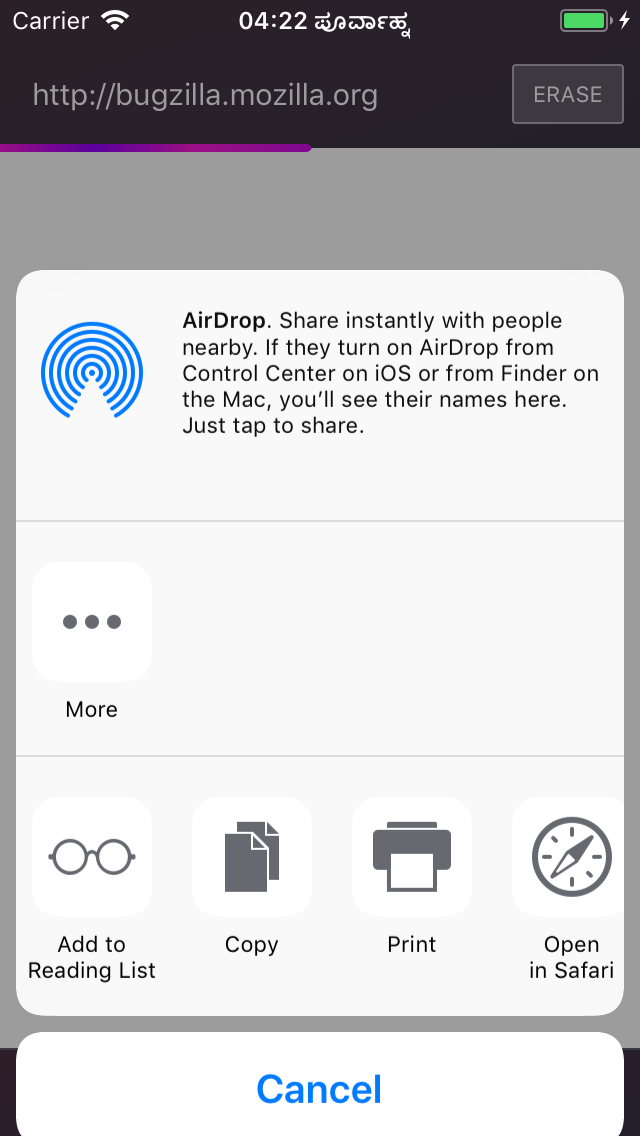 Carrier 04:22 ಪೂರ್ವಾಹ್ನ
http://bugzilla.mozilla.org ERASE
AirDrop. Share instantly with people
nearby. If they turn on AirDrop from
Control Center on iOS or from Finder on
the Mac, you’ll see their names here.
Just tap to share.
More
Add to
Reading List
Copy
Print
Open
in Safari
Cancel